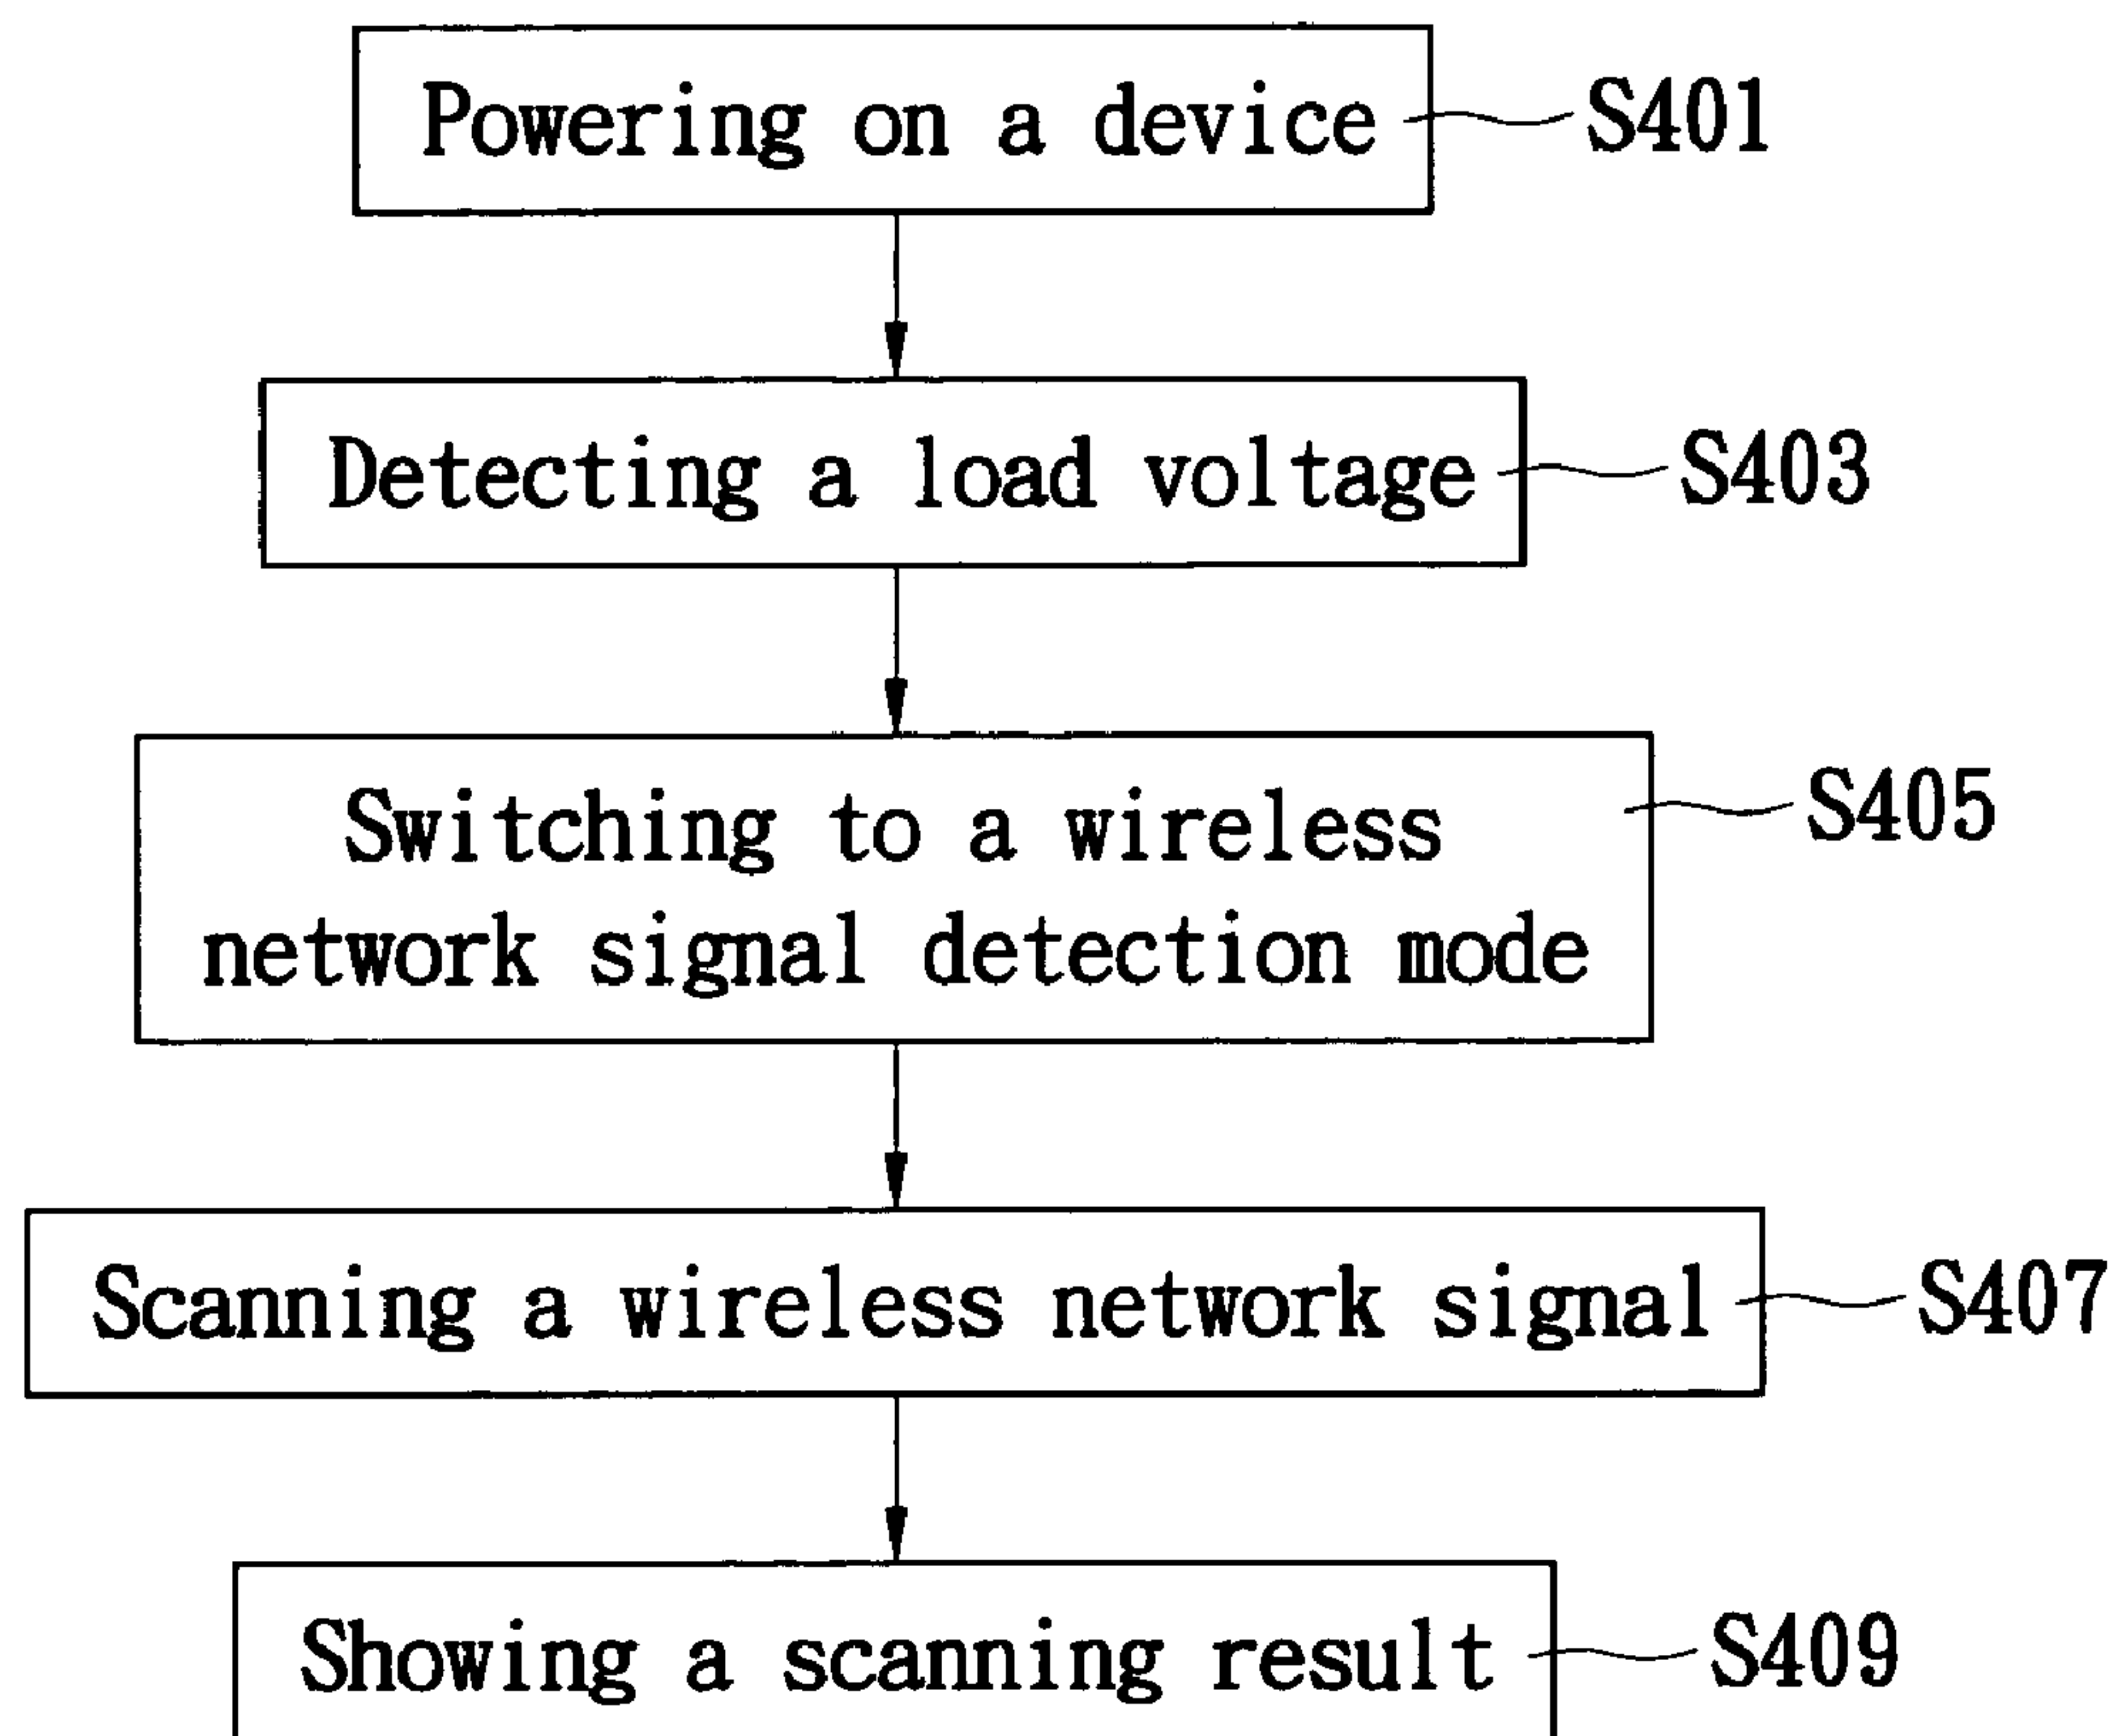 Powering on a device S401
Detecting a load voltage S403
Switching to a wireless S405
network signal detection mode
Scanning a wireless network signal S407
Showing a scanning result S409